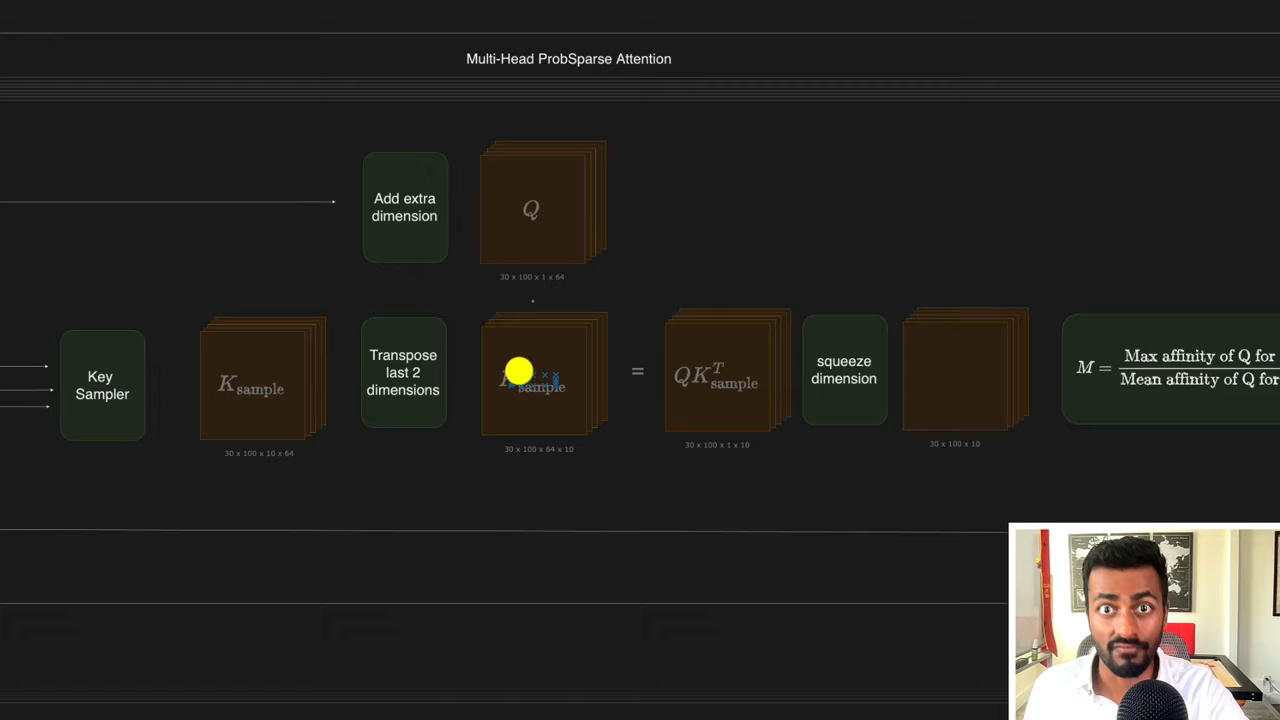 Multi-Head ProbSparse Attention
Add extra
dimension
Q
30 x 100 x 1 x 64
Key
Sampler
K_sample
30 x 100 x 10 x 64
Transpose
last 2
dimensions
sample
30 x 100 x 64 x 10
=
QK^T_sample
30 x 100 x 1 x 10
squeeze
dimension
30 x 100 x 10
M = Max affinity of Q for
Mean affinity of Q for